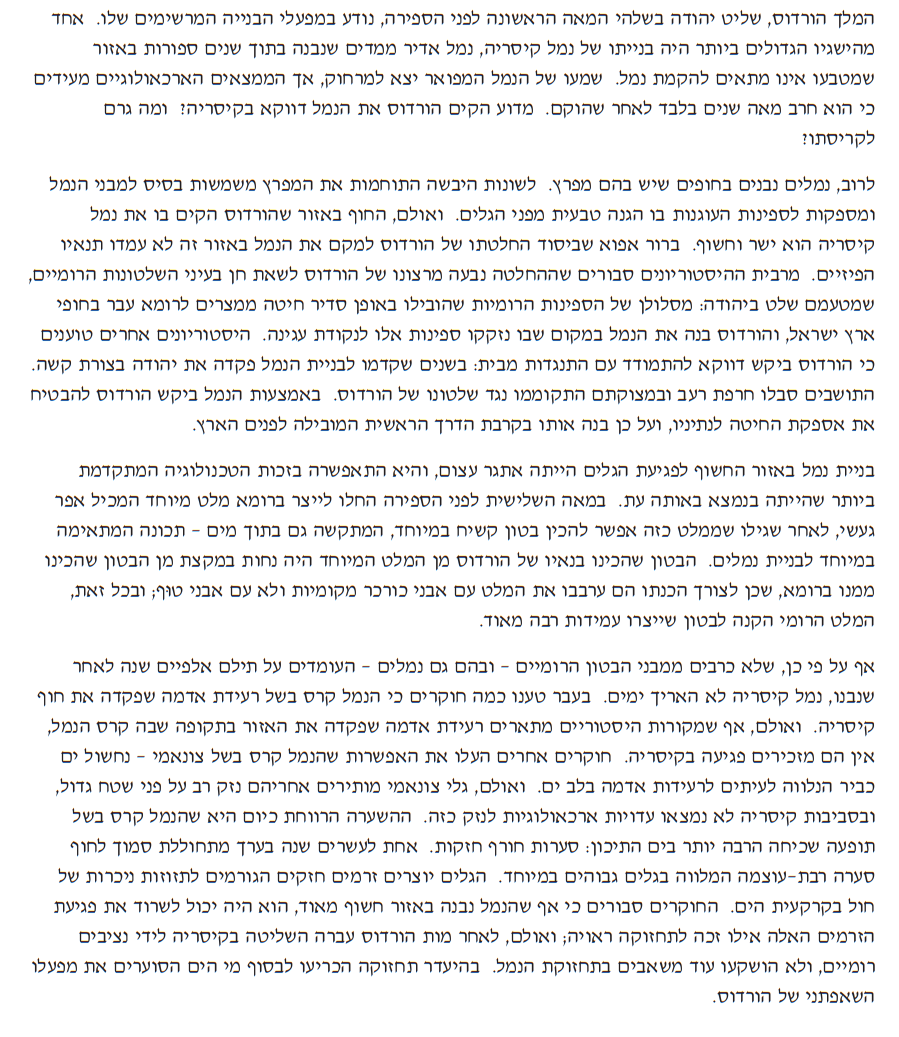 המלך הורדוס, שליט יהודה בשלהי המאה הראשונה לפני הספירה, נודע במפעלי הבנייה המרשימים שלו. אחד
מהישגיו הגדולים ביותר היה בנייתו של נמל קיסריה, נמל אדיר ממדים שנבנה בתוך שנים ספורות באזור
שמטבעו אינו מתאים להקמת נמל. שמעו של הנמל המפואר יצא למרחוק, אך הממצאים הארכאולוגיים מעידים
כי הוא חרב מאה שנים בלבד לאחר שהוקם. מדוע הקים הורדוס את הנמל דווקא בקיסריה? ומה גרם
לקריסתו?
לרוב, נמלים נבנים בחופים שיש בהם מפרץ. לשונות היבשה התוחמות את המפרץ משמשות בסיס למבני הנמל
ומספקות לספינות העוגנות בו הגנה טבעית מפני הגלים. ואולם, החוף באזור שהורדוס הקים בו את נמל
קיסריה הוא ישר וחשוף. ברור אפוא שביסוד החלטתו של הורדוס למקם את הנמל באזור זה לא עמדו תנאיו
הפיזיים. מרבית ההיסטוריונים סבורים שההחלטה נבעה מרצונו של הורדוס לשאת חן בעיני השלטונות הרומיים,
שמטעמם שלט ביהודה: מסלולן של הספינות הרומיות שהובילו באופן סדיר חיטה ממצרים לרומא עבר בחופי
ארץ ישראל, והורדוס בנה את הנמל במקום שבו נזקקו ספינות אלו לנקודת עגינה. היסטוריונים אחרים טוענים
כי הורדוס ביקש דווקא להתמודד עם התנגדות מבית: בשנים שקדמו לבניית הנמל פקדה את יהודה בצורת קשה.
התושבים סבלו חרפת רעב ובמצוקתם התקוממו נגד שלטונו של הורדוס. באמצעות הנמל ביקש הורדוס להבטיח
את אספקת החיטה לנתיניו, ועל כן בנה אותו בקרבת הדרך הראשית המובילה לפנים הארץ.
בניית נמל באזור החשוף לפגיעת הגלים הייתה אתגר עצום, והיא התאפשרה בזכות הטכנולוגיה המתקדמת
ביותר שהייתה בנמצא באותה עת. במאה השלישית לפני הספירה החלו לייצר ברומא מלט מיוחד המכיל אפר
געשי, לאחר שגילו שממלט כזה אפשר להכין בטון קשיח במיוחד, המתקשה גם בתוך מים – תכונה המתאימה
במיוחד לבניית נמלים. הבטון שהכינו בנאיו של הורדוס מן המלט המיוחד היה נחות במקצת מן הבטון שהכינו
ממנו ברומא, שכן לצורך הכנתו הם ערבבו את המלט עם אבני כורכר מקומיות ולא עם אבני טוּף; ובכל זאת,
המלט הרומי הקנה לבטון שייצרו עמידות רבה מאוד.
אף על פי כן, שלא כרבים ממבני הבטון הרומיים – ובהם גם נמלים – העומדים על תילם אלפיים שנה לאחר
שנבנו, נמל קיסריה לא האריך ימים. בעבר טענו כמה חוקרים כי הנמל קרס בשל רעידת אדמה שפקדה את חוף
קיסריה. ואולם, אף שמקורות היסטוריים מתארים רעידת אדמה שפקדה את האזור בתקופה שבה קרס הנמל,
אין הם מזכירים פגיעה בקיסריה. חוקרים אחרים העלו את האפשרות שהנמל קרס בשל צונאמי – נחשול ים
כביר הנלווה לעיתים לרעידות אדמה בלב ים. ואולם, גלי צונאמי מותירים אחריהם נזק רב על פני שטח גדול,
ובסביבות קיסריה לא נמצאו עדויות ארכאולוגיות לנזק כזה. ההשערה הרווחת כיום היא שהנמל קרס בשל
תופעה שכיחה הרבה יותר בים התיכון: סערות חורף חזקות. אחת לעשרים שנה בערך מתחוללת סמוך לחוף
סערה רבת-עוצמה המלווה בגלים גבוהים במיוחד. הגלים יוצרים זרמים חזקים הגורמים לתזוזות ניכרות של
חול בקרקעית הים. החוקרים סבורים כי אף שהנמל נבנה באזור חשוף מאוד, הוא היה יכול לשרוד את פגיעת
הזרמים האלה אילו זכה לתחזוקה ראויה; ואולם, לאחר מות הורדוס עברה השליטה בקיסריה לידי נציבים
רומיים, ולא הושקעו עוד משאבים בתחזוקת הנמל. בהיעדר תחזוקה הכריעו לבסוף מי הים הסוערים את מפעלו
השאפתני של הורדוס.